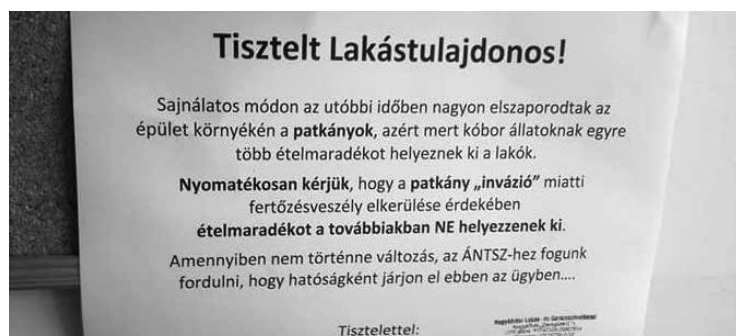 Tisztelt Lakástulajdonos!
Sajnálatos módon az utóbbi időben nagyon elszaporodtak az
épület környékén a patkányok, azért mert kóbor állatoknak egyre
több ételmaradékot helyeznek ki a lakók.
Nyomatékosan kérjük, hogy a patkány „invázió” miatti
fertőzésveszély elkerülése érdekében
ételmaradékot a továbbiakban NE helyezzenek ki.
Amennyiben nem történne változás, az ÁNTSZ-hez fogunk
fordulni, hogy hatóságként járjon el ebben az ügyben....
Tisztelettel: